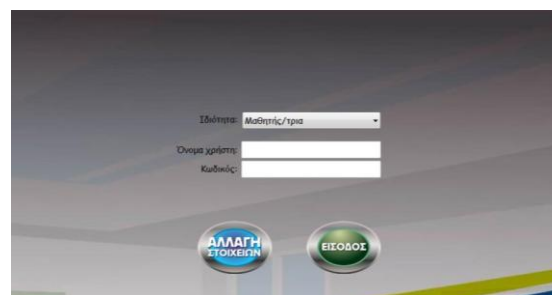 Ιδιότητα: Μαθητής/τρια
Όνομα χρήστη:
Κωδικός:
ΑΛΛΑΓΗ
ΣΤΟΙΧΕΙΩΝ
ΕΙΣΟΔΟΣ